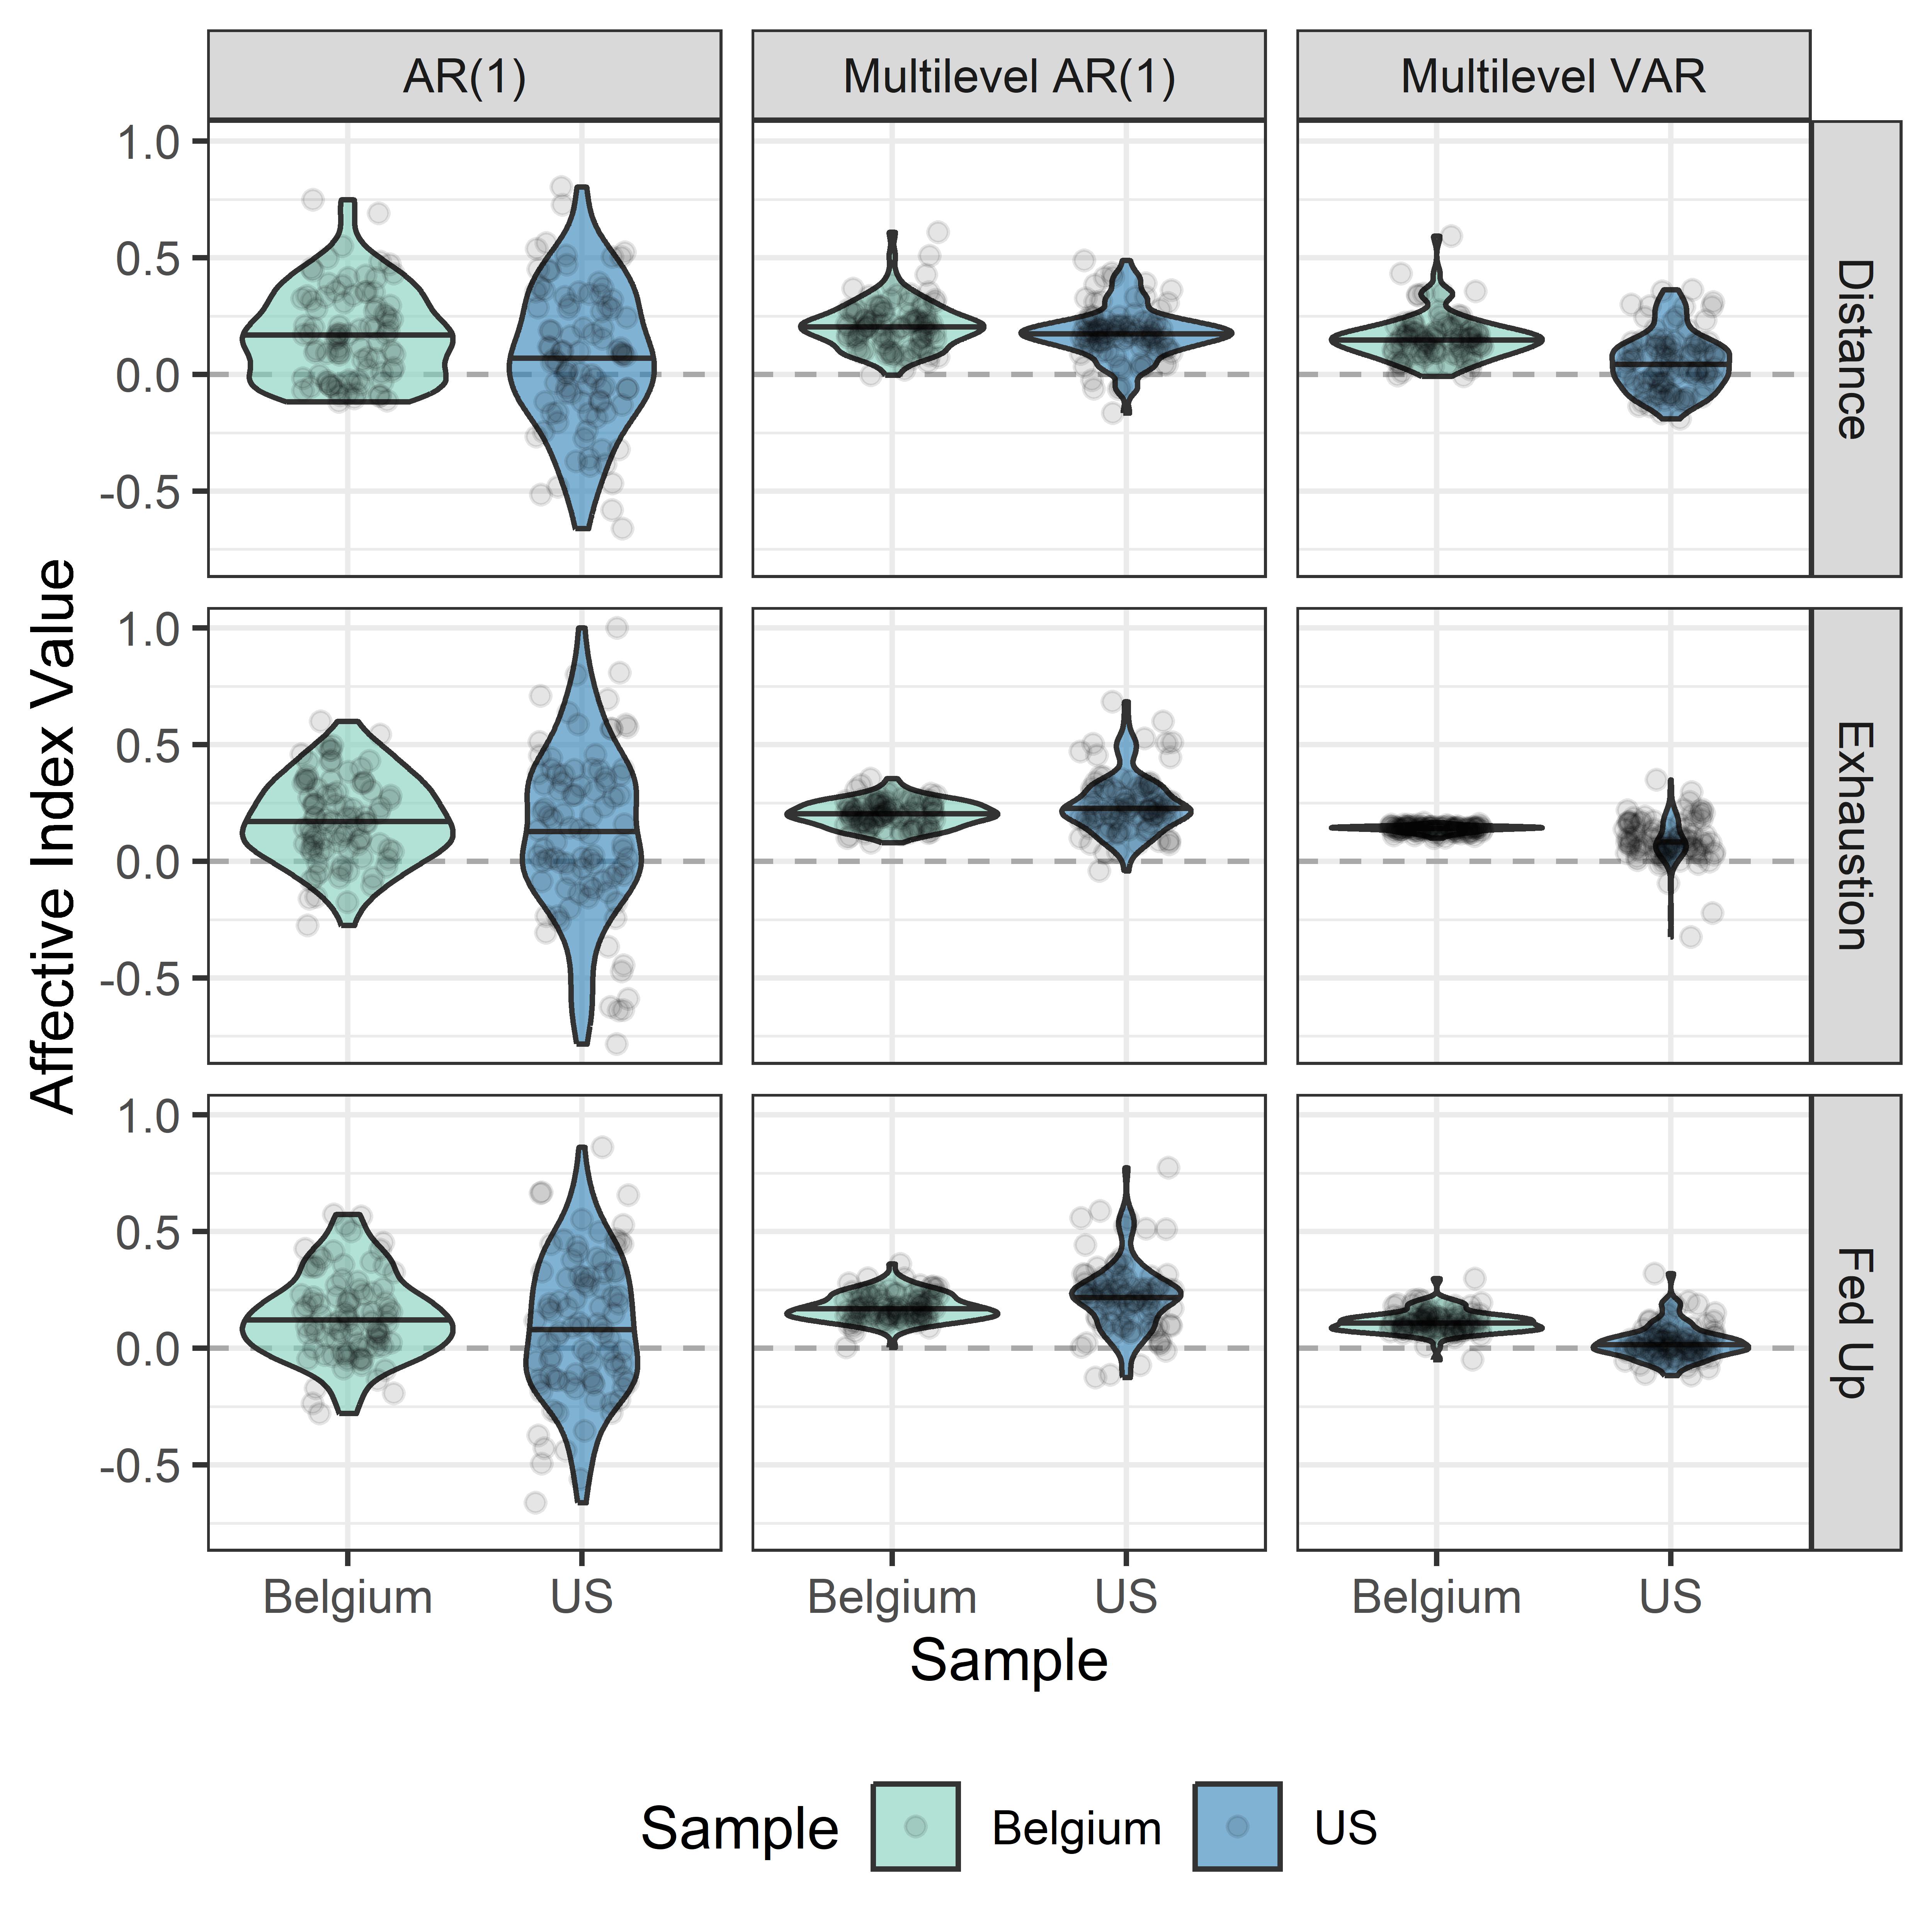 AR(1) Multilevel AR(1) Multilevel VAR
1.0
0.5
0.0
-0.5
Distance
Affective Index Value
1.0
0.5
0.0
-0.5
Exhaustion
1.0
0.5
0.0
-0.5
Fed Up
Belgium US Belgium US Belgium US
Sample
Sample Belgium US